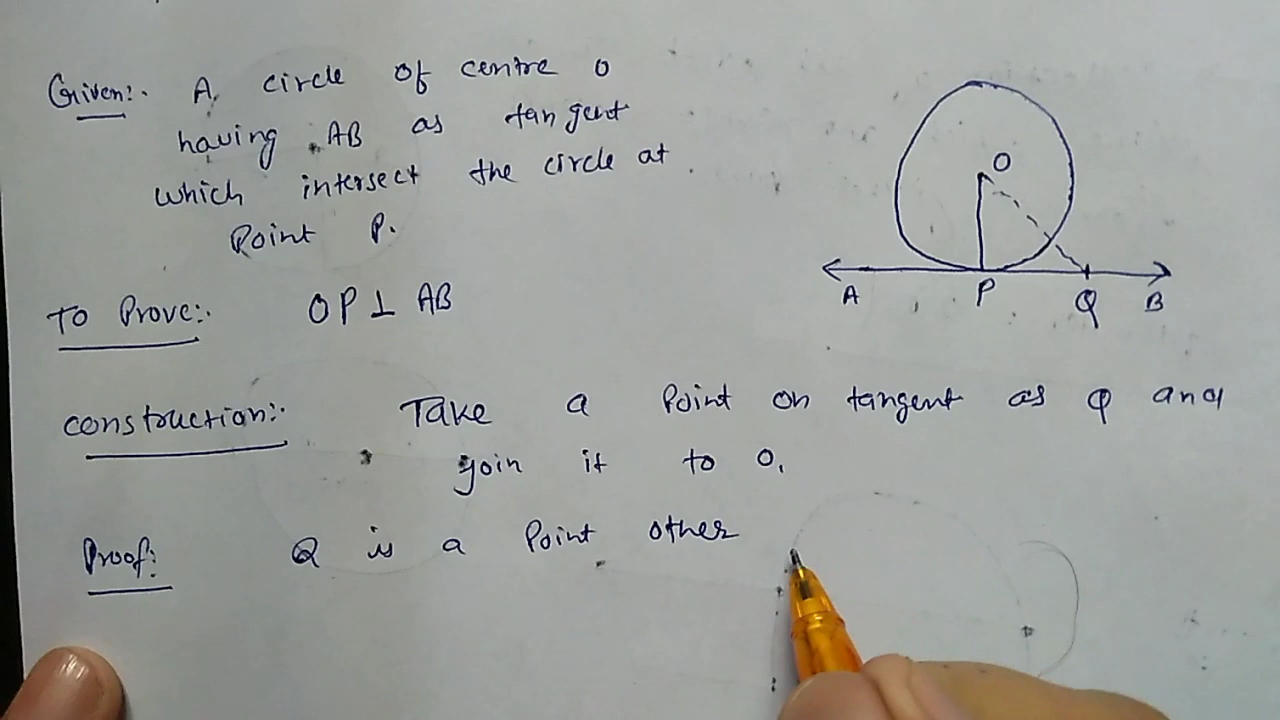 Given:- A circle of centre O
having AB as tangent
which intersect the circle at
Point P.
To Prove:- OP ⊥ AB
Construction:- Take a Point on tangent as Q and
join it to O.
Proof: Q is a Point other
O
A P Q B